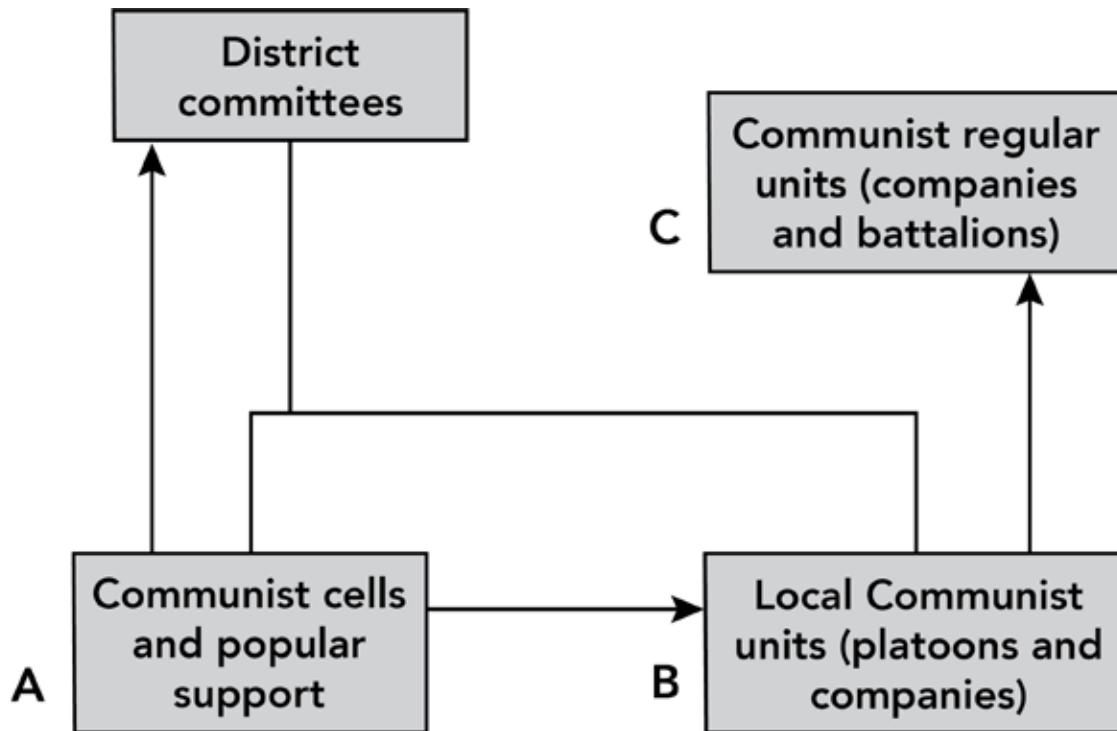 District
committees
Communist regular
units (companies
and battalions)
C
Communist cells
and popular
support
A
Local Communist
units (platoons and
companies)
B